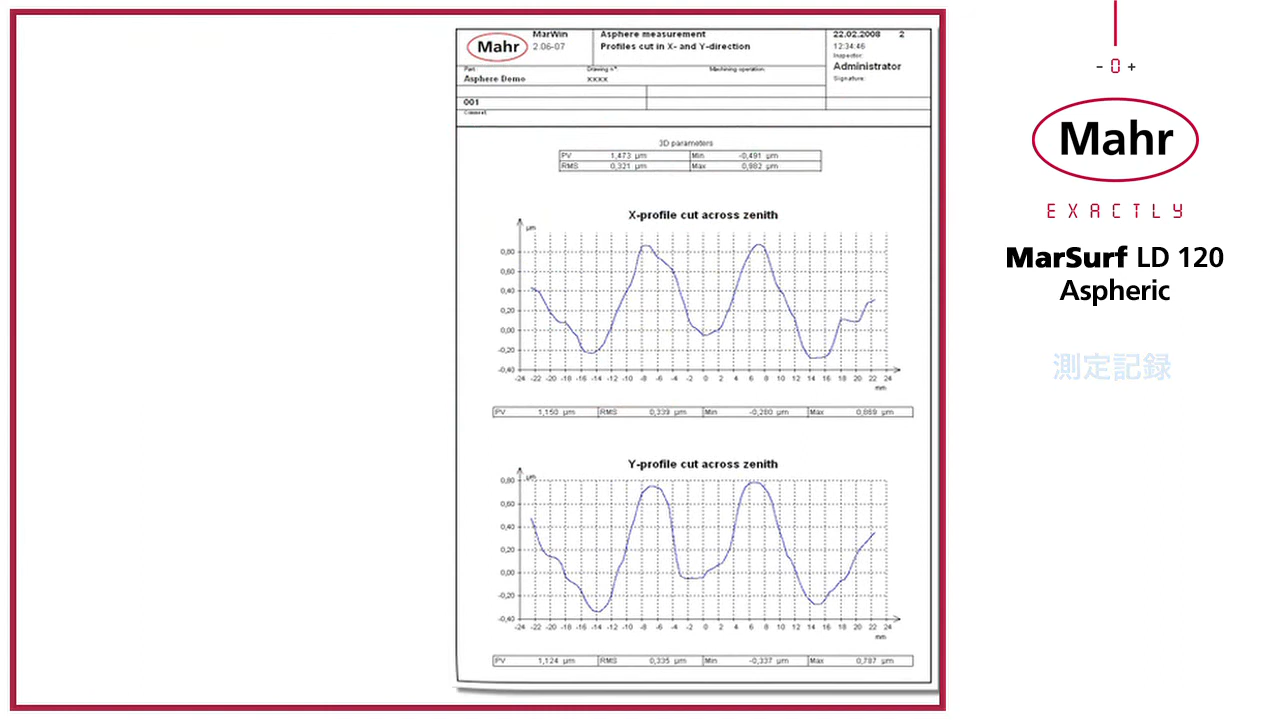 Mahr
MarWin
2.06-07
Asphere measurement
Profiles cut in X- and Y-direction
22.02.2008 2
12:34:46
Inspector:
Administrator
Signature:
Part:
Asphere Demo
Drawing n°:
xxxx
Machining operation:
001
Comment:
3D parameters
PV 1,473 µm Min -0,491 µm
RMS 0,321 µm Max 0,982 µm
X-profile cut across zenith
µm
0,80
0,60
0,40
0,20
0,00
-0,20
-0,40
-24 -22 -20 -18 -16 -14 -12 -10 -8 -6 -4 -2 0 2 4 6 8 10 12 14 16 18 20 22 24
mm
PV 1,150 µm RMS 0,339 µm Min -0,280 µm Max 0,869 µm
Y-profile cut across zenith
µm
0,80
0,60
0,40
0,20
0,00
-0,20
-0,40
-24 -22 -20 -18 -16 -14 -12 -10 -8 -6 -4 -2 0 2 4 6 8 10 12 14 16 18 20 22 24
mm
PV 1,124 µm RMS 0,335 µm Min -0,337 µm Max 0,787 µm
- 0 +
Mahr
EXACTLY
MarSurf LD 120
Aspheric
測定記録